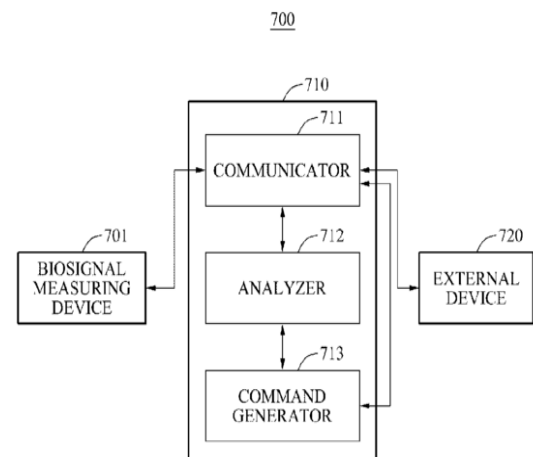 700
710
711
COMMUNICATOR
701
BIOSIGNAL
MEASURING
DEVICE
712
ANALYZER
720
EXTERNAL
DEVICE
713
COMMAND
GENERATOR